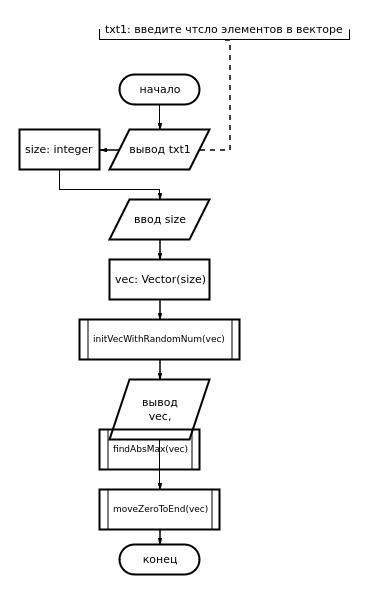 txt1: введите чтсло элементов в векторе
начало
size: integer
вывод txt1
ввод size
vec: Vector(size)
initVecWithRandomNum(vec)
вывод
vec,
findAbsMax(vec)
moveZeroToEnd(vec)
конец